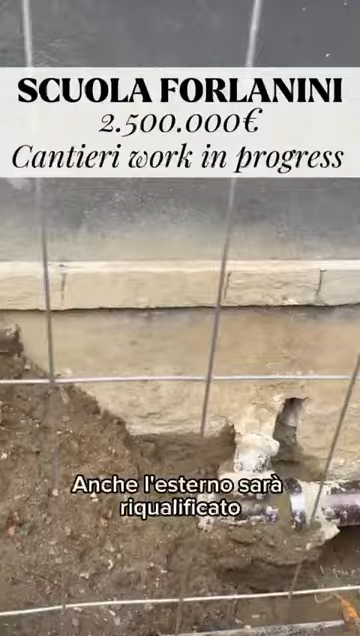 SCUOLA FORLANINI
2.500.000€
Cantieri work in progress
Anche l'esterno sarà
riqualificato